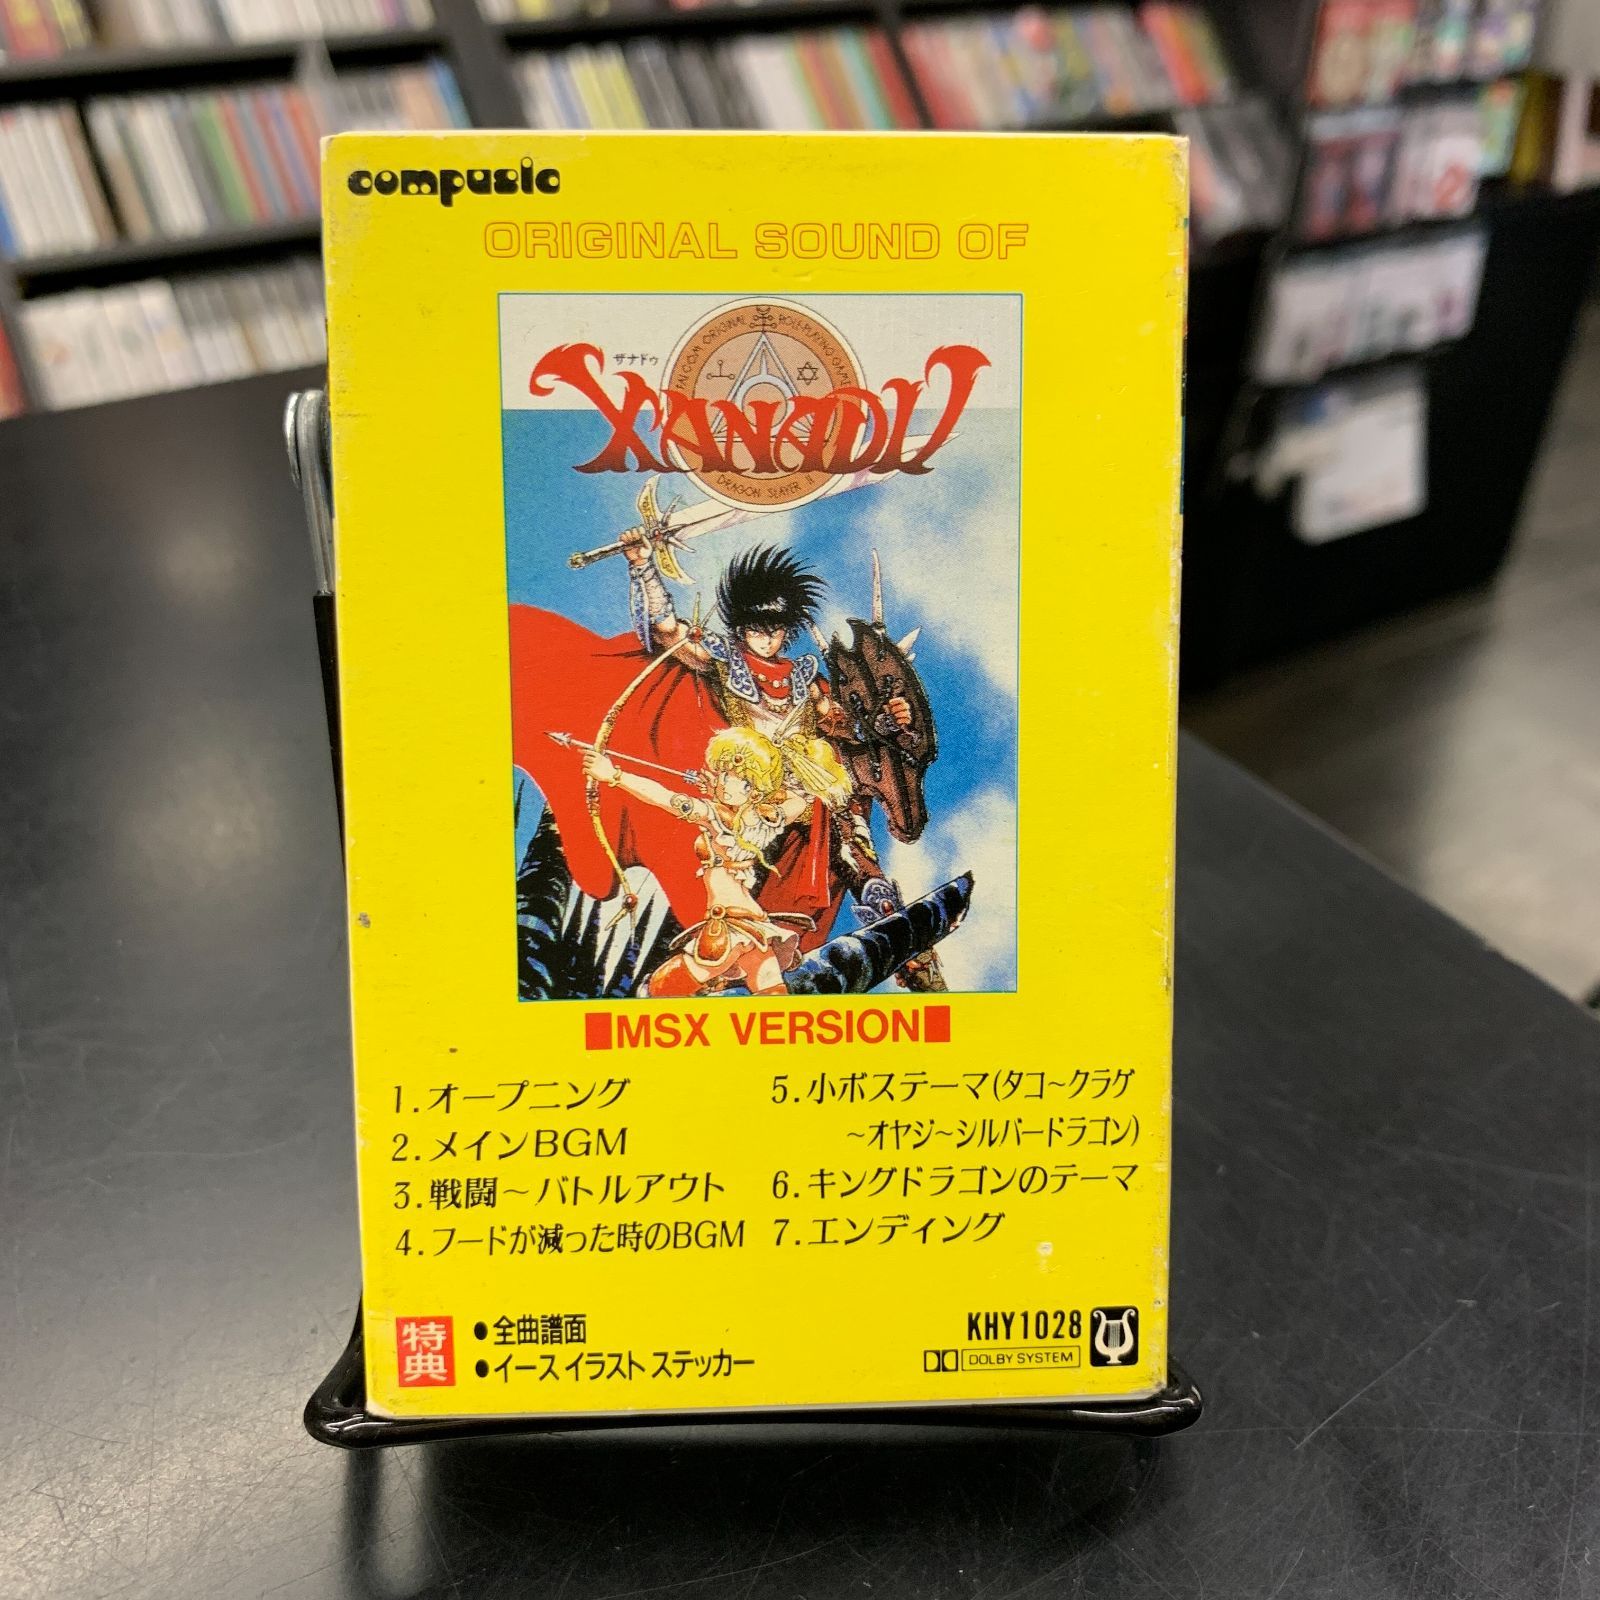 compusic
ORIGINAL SOUND OF
FALCOM ORIGINAL ROLE-PLAYING GAME
ザナドゥ
XANADU
DRAGON SLAYER II
■MSX VERSION■
1.オープニング
2.メインBGM
3.戦闘〜バトルアウト
4.フードが減った時のBGM
5.小ボステーマ(タコ〜クラゲ
〜オヤジ〜シルバードラゴン)
6.キングドラゴンのテーマ
7.エンディング
特典
●全曲譜面
●イース イラスト ステッカー
KHY1028
DOLBY SYSTEM